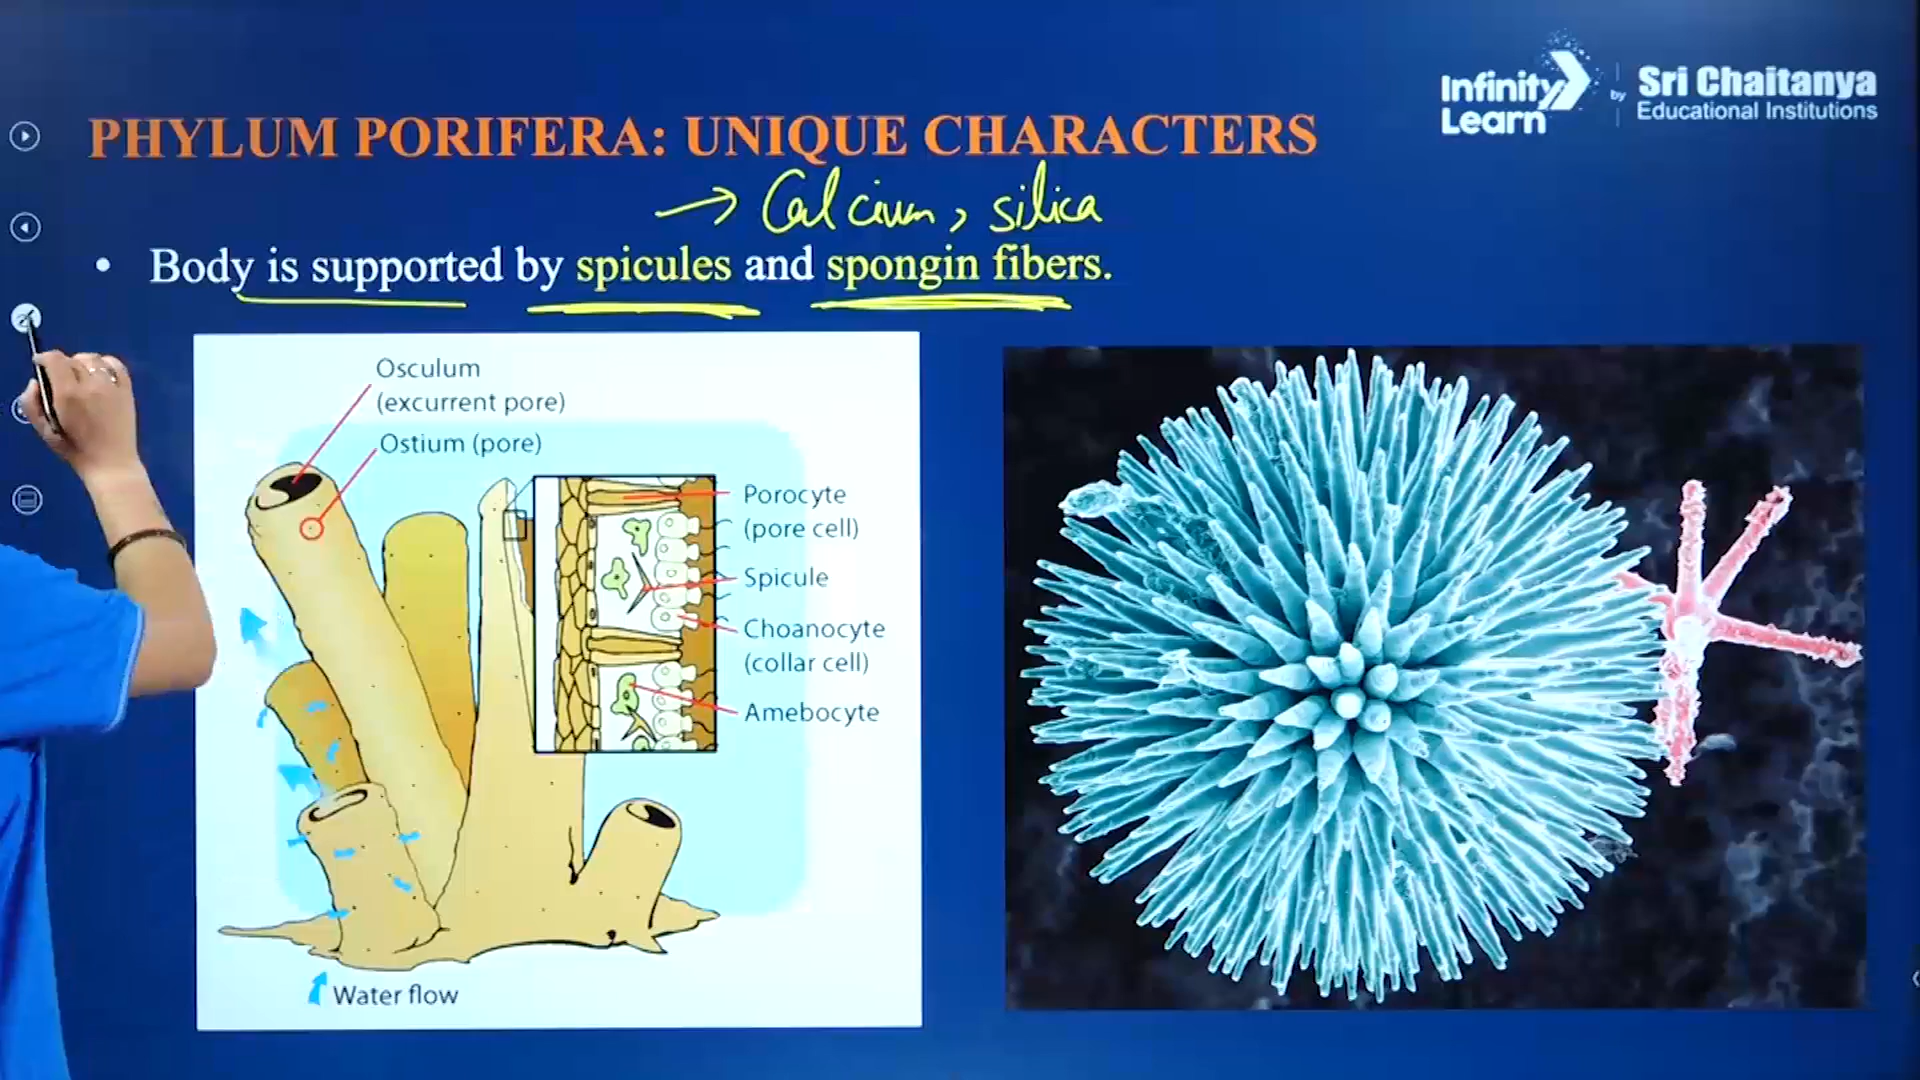 Infinity Learn
by
Sri Chaitanya
Educational Institutions
PHYLUM PORIFERA: UNIQUE CHARACTERS
→ Calcium, silica
• Body is supported by spicules and spongin fibers.
Osculum
(excurrent pore)
Ostium (pore)
Porocyte
(pore cell)
Spicule
Choanocyte
(collar cell)
Amebocyte
Water flow